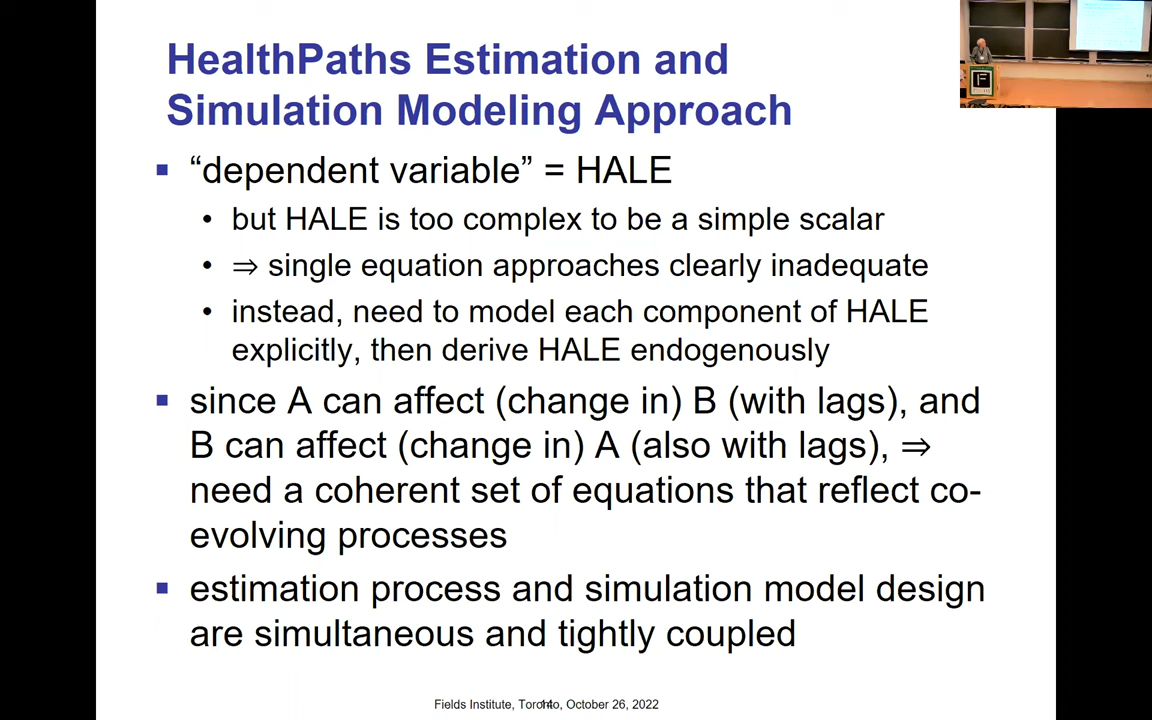 HealthPaths Estimation and
Simulation Modeling Approach
▪ “dependent variable” = HALE
• but HALE is too complex to be a simple scalar
• ⇒ single equation approaches clearly inadequate
• instead, need to model each component of HALE
explicitly, then derive HALE endogenously
▪ since A can affect (change in) B (with lags), and
B can affect (change in) A (also with lags), ⇒
need a coherent set of equations that reflect co-
evolving processes
▪ estimation process and simulation model design
are simultaneous and tightly coupled
Fields Institute, Toronto, October 26, 2022
14